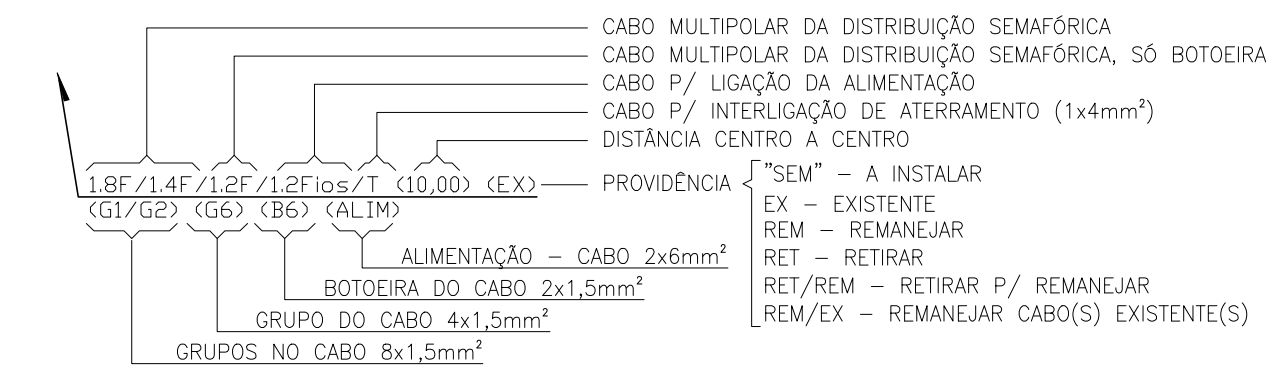 CABO MULTIPOLAR DA DISTRIBUIÇÃO SEMAFÓRICA
CABO MULTIPOLAR DA DISTRIBUIÇÃO SEMAFÓRICA, SÓ BOTOEIRA
CABO P/ LIGAÇÃO DA ALIMENTAÇÃO
CABO P/ INTERLIGAÇÃO DE ATERRAMENTO (1x4mm²)
DISTÂNCIA CENTRO A CENTRO
1.8F/1.4F/1.2F/1.2Fios/T (10,00) (EX)
PROVIDÊNCIA
"SEM" – A INSTALAR
EX – EXISTENTE
REM – REMANEJAR
RET – RETIRAR
RET/REM – RETIRAR P/ REMANEJAR
REM/EX – REMANEJAR CABO(S) EXISTENTE(S)
(G1/G2) (G6) (B6) (ALIM)
ALIMENTAÇÃO – CABO 2x6mm²
BOTOEIRA DO CABO 2x1,5mm²
GRUPO DO CABO 4x1,5mm²
GRUPOS NO CABO 8x1,5mm²